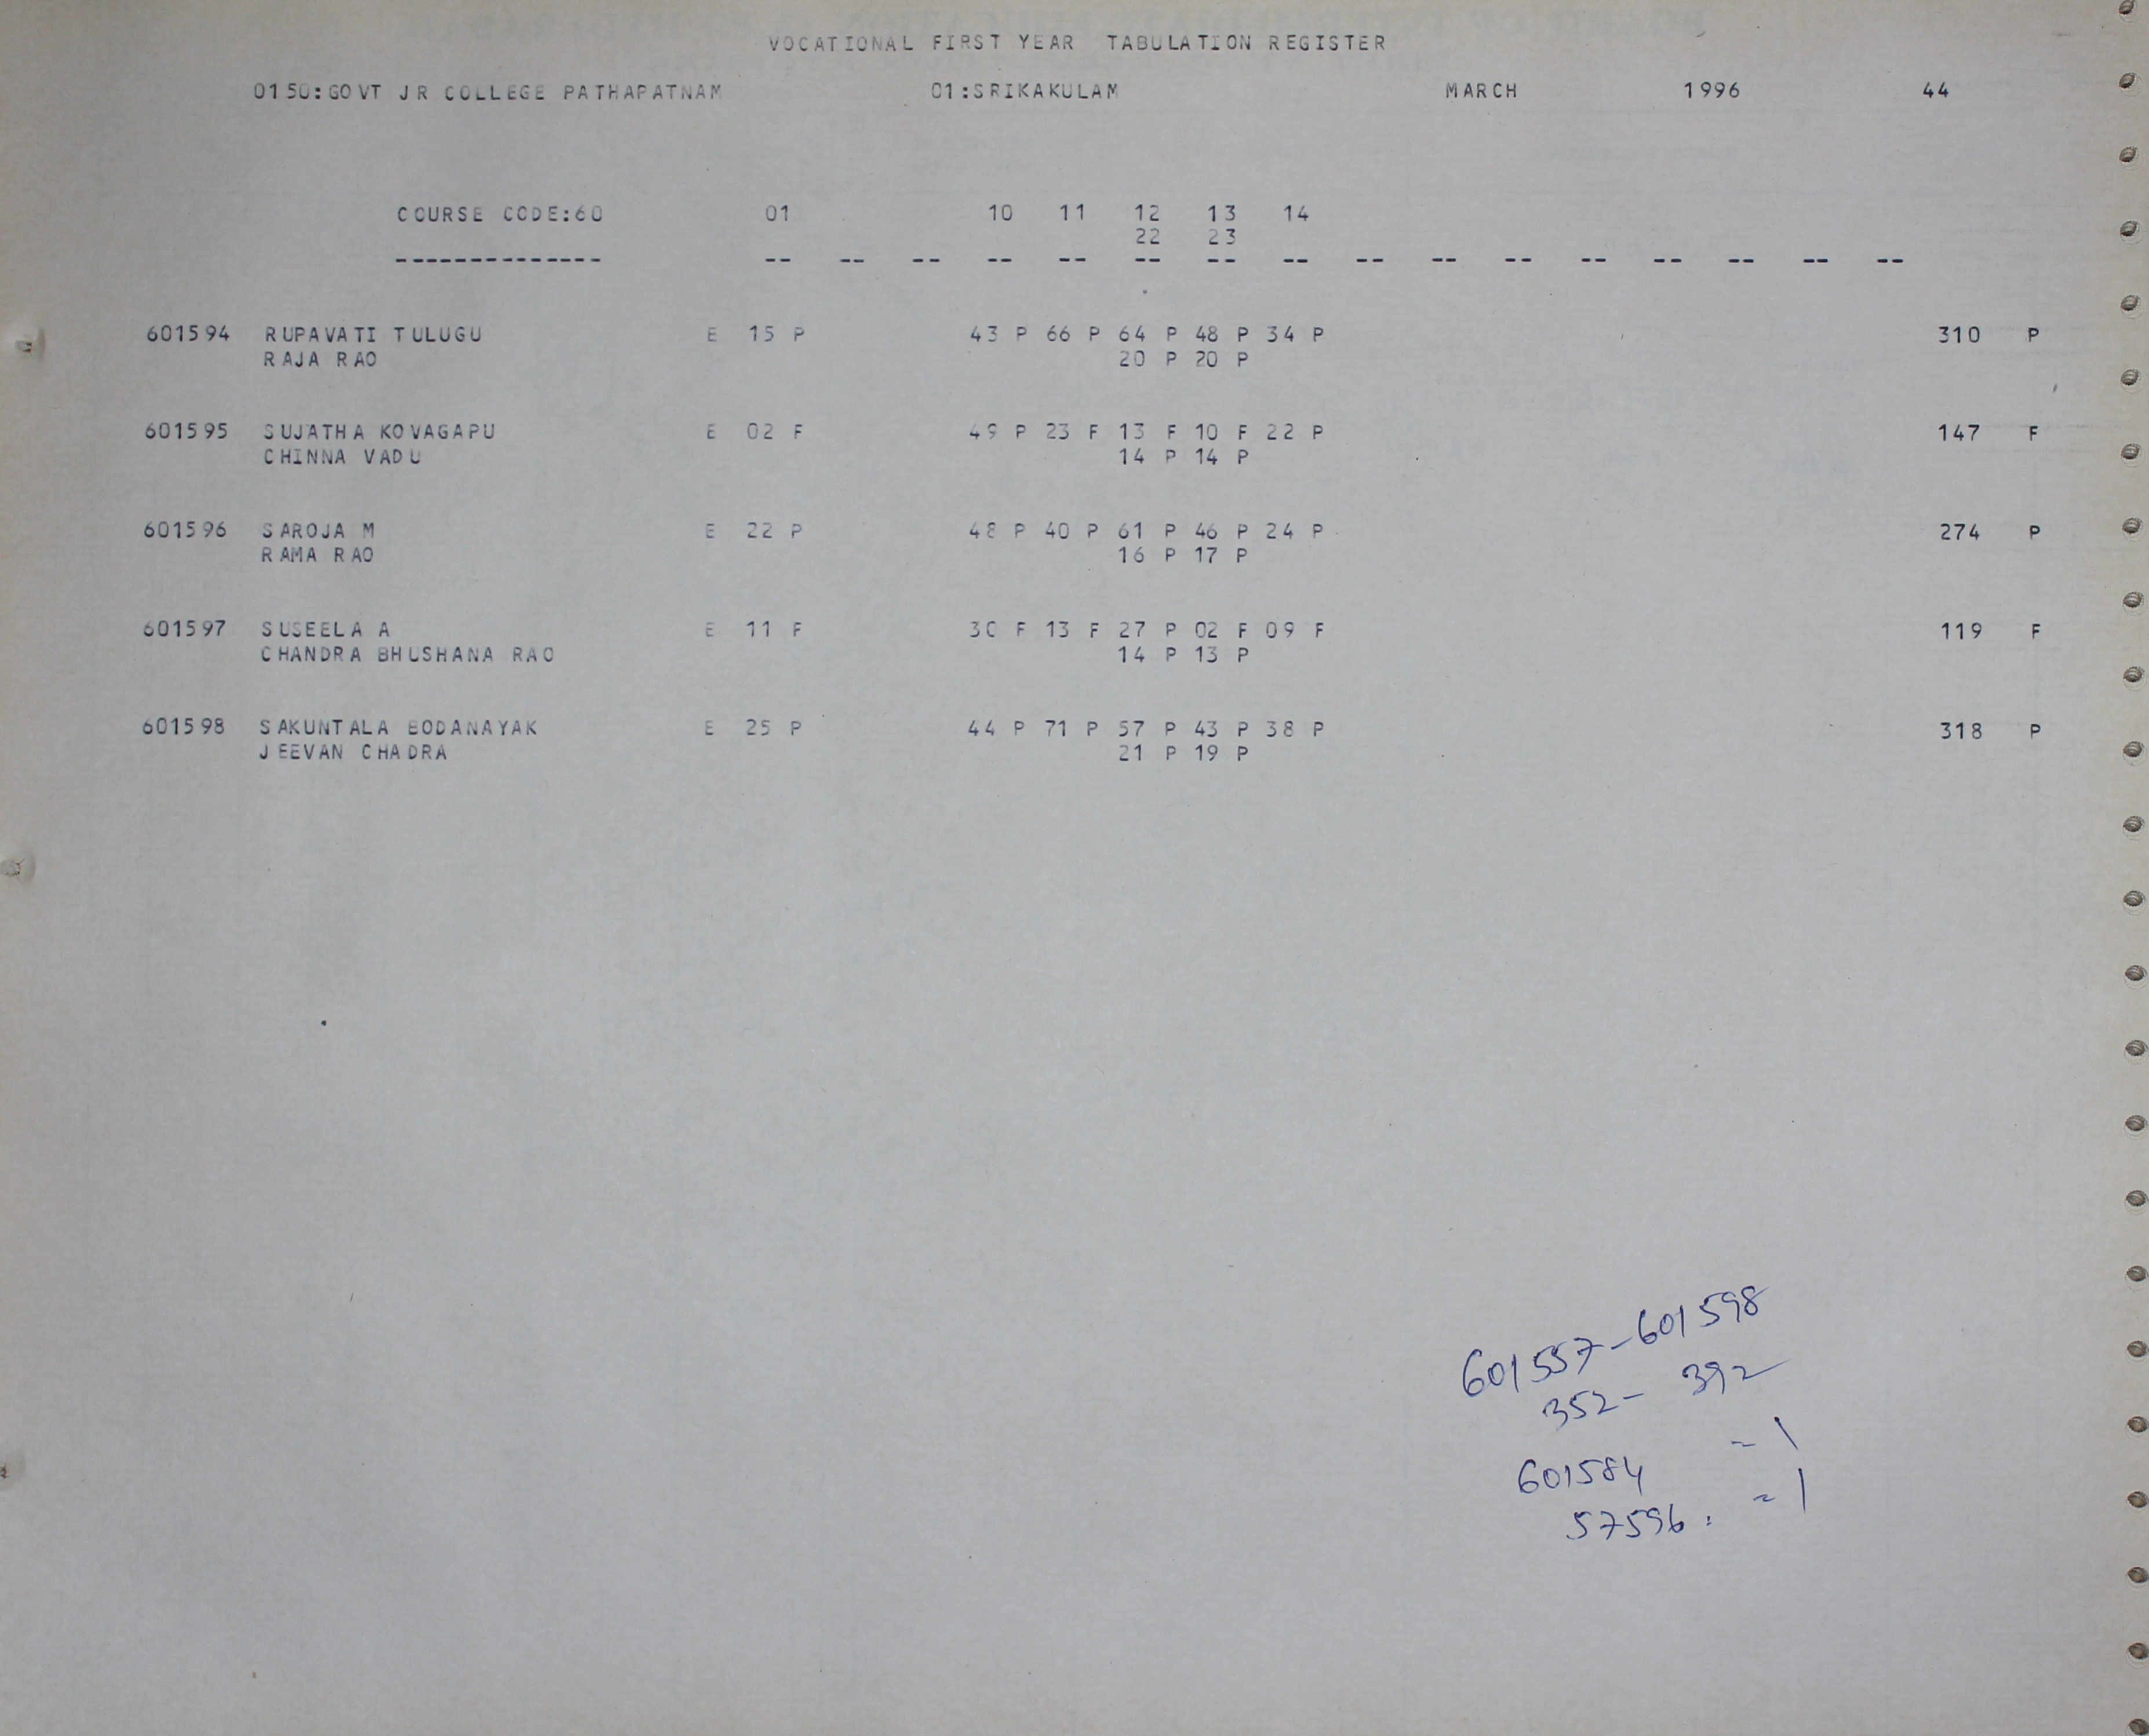 VOCATIONAL FIRST YEAR TABULATION REGISTER
0150:GOVT JR COLLEGE PATHAPATNAM 01:SRIKAKULAM MARCH 1996 44
COURSE CODE:60 01 10 11 12 13 14
22 23
-------------- -- -- -- -- -- -- -- -- -- -- -- -- -- -- -- --
601594 RUPAVATI TULUGU E 15 P 43 P 66 P 64 P 48 P 34 P 310 P
RAJA RAO 20 P 20 P
601595 SUJATHA KOVAGAPU E 02 F 49 P 23 F 13 F 10 F 22 P 147 F
CHINNA VADU 14 P 14 P
601596 SAROJA M E 22 P 48 P 40 P 61 P 46 P 24 P 274 P
RAMA RAO 16 P 17 P
601597 SUSEELA A E 11 F 30 F 13 F 27 P 02 F 09 F 119 F
CHANDRA BHUSHANA RAO 14 P 13 P
601598 SAKUNTALA BODANAYAK E 25 P 44 P 71 P 57 P 43 P 38 P 318 P
JEEVAN CHADRA 21 P 19 P
601557-601598
352- 392
601584 - 1
57596 : = 1